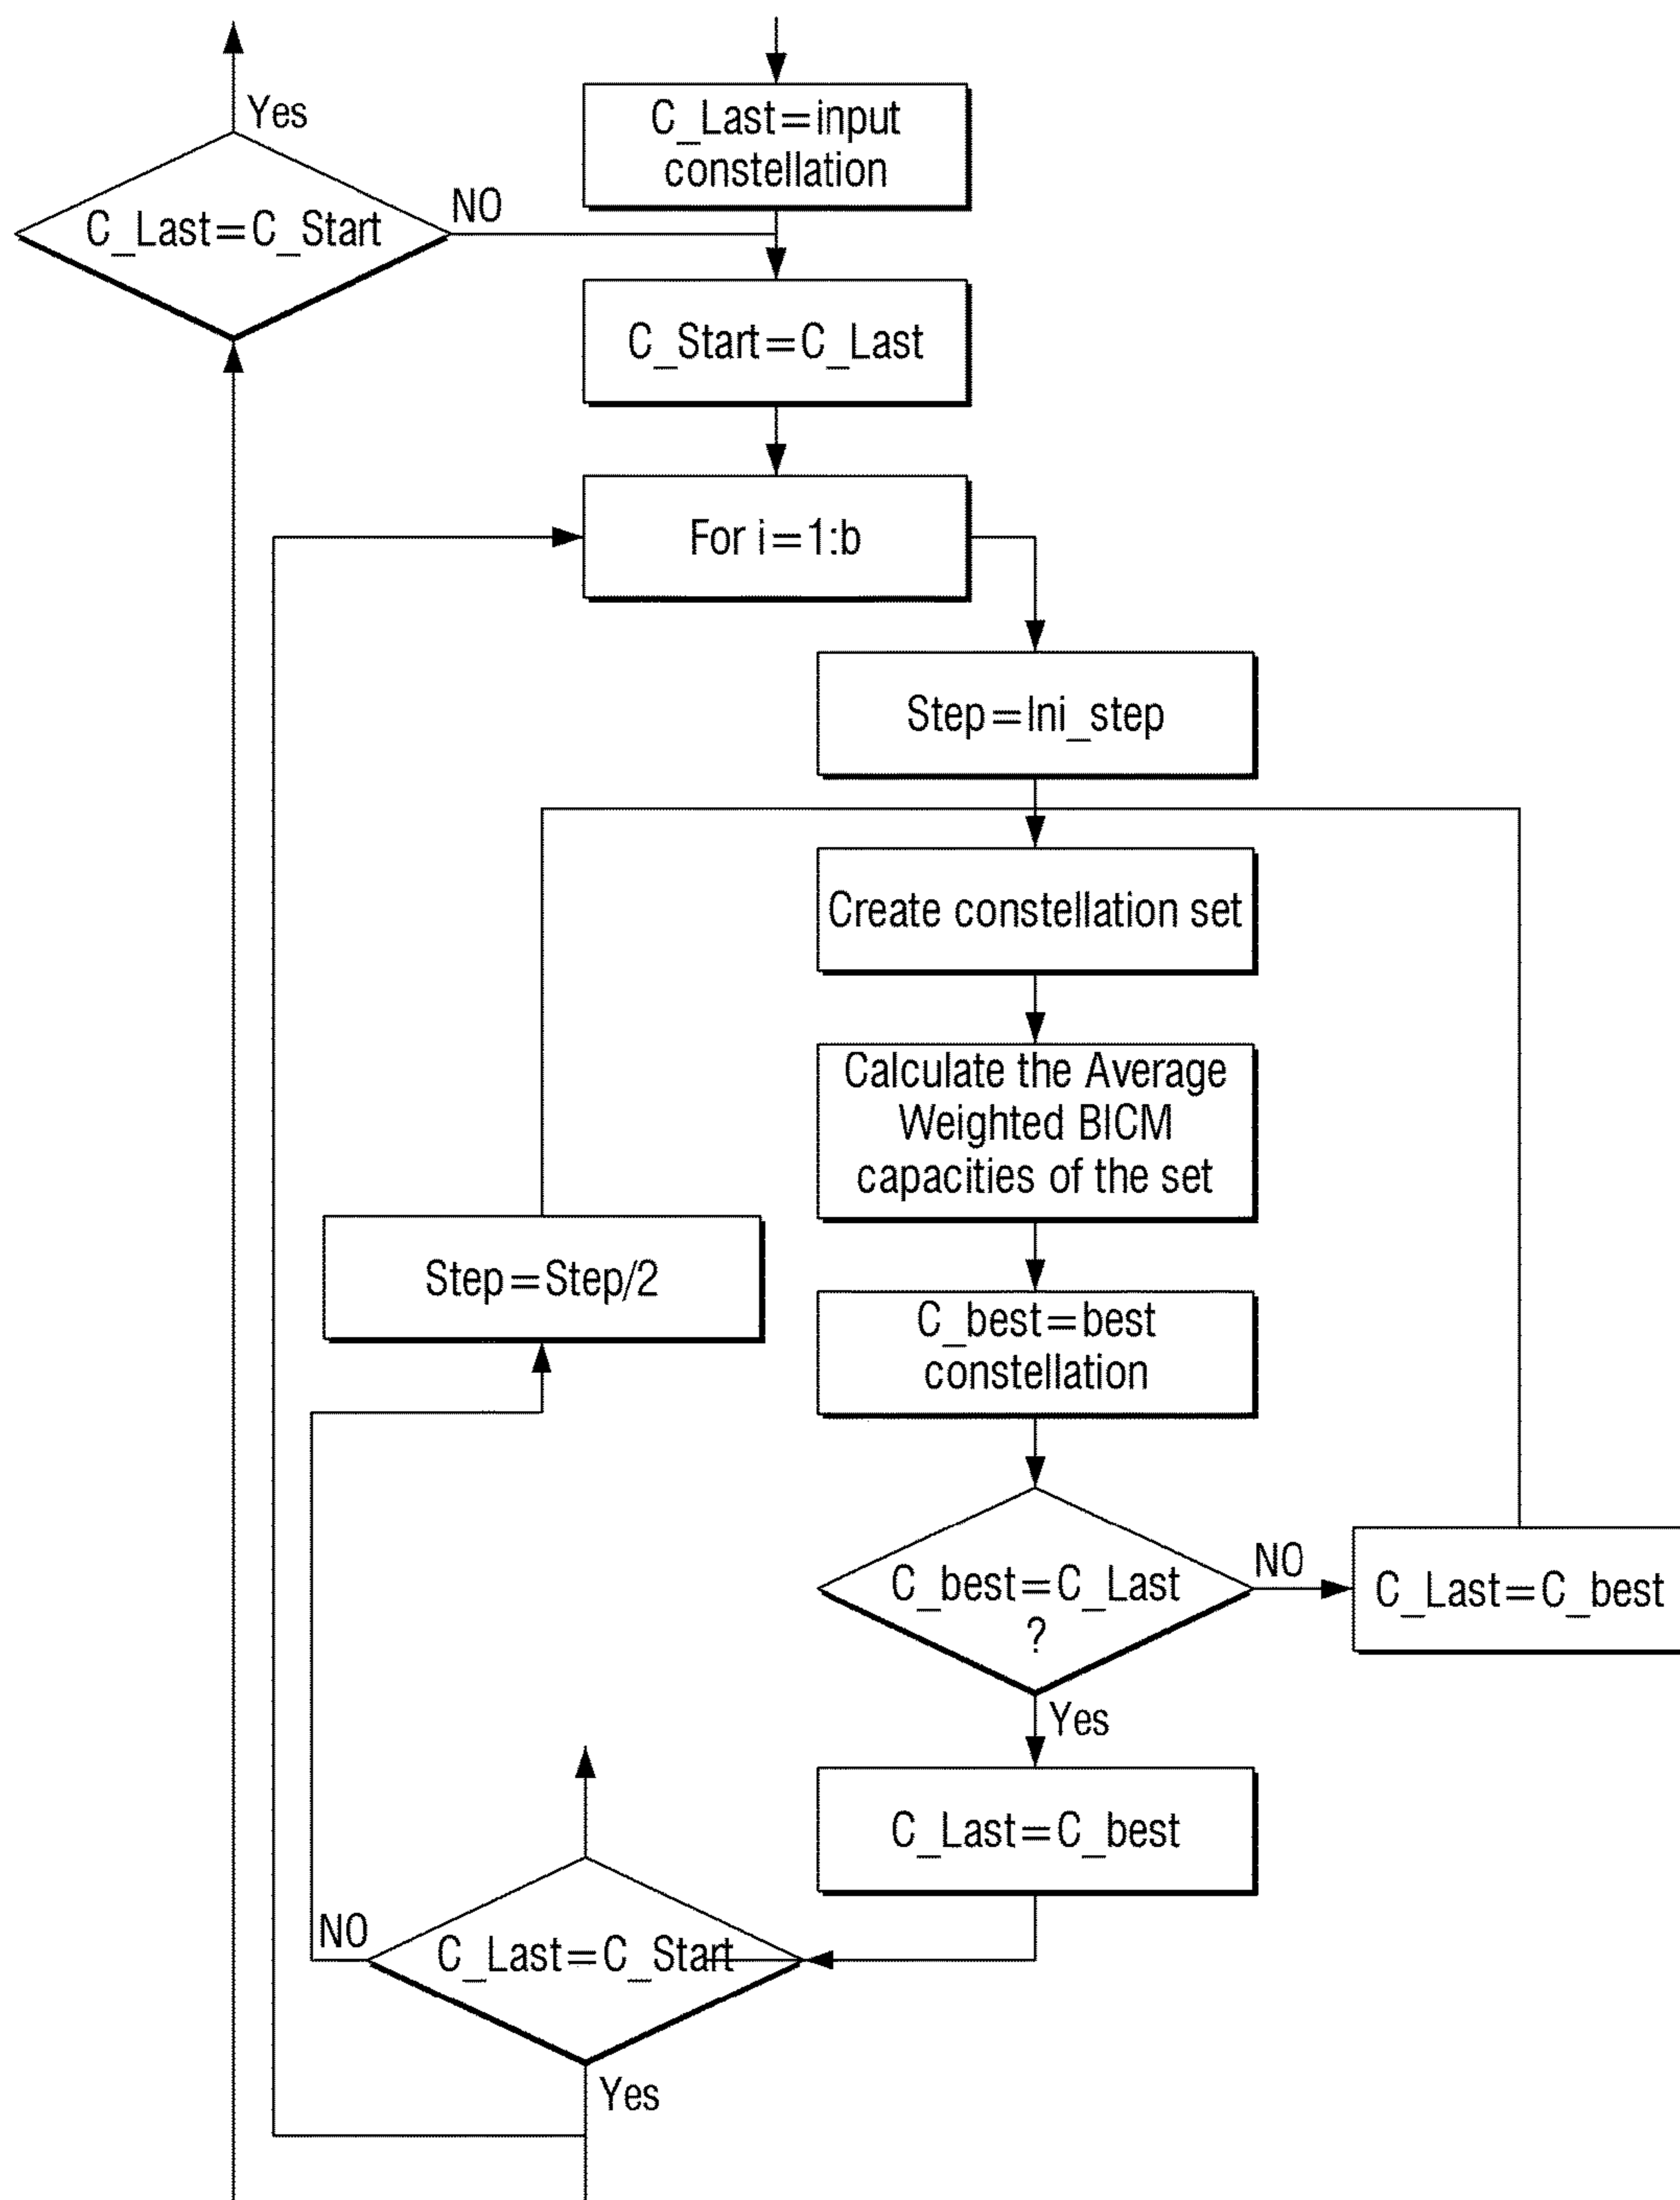 Yes
C_Last=input
constellation
C_Last=C_Start
NO
C_Start=C_Last
For i=1:b
Step=Ini_step
Create constellation set
Calculate the Average
Weighted BICM
capacities of the set
Step=Step/2
C_best=best
constellation
C_best=C_Last
?
NO
C_Last=C_best
Yes
C_Last=C_best
NO
C_Last=C_Start
Yes